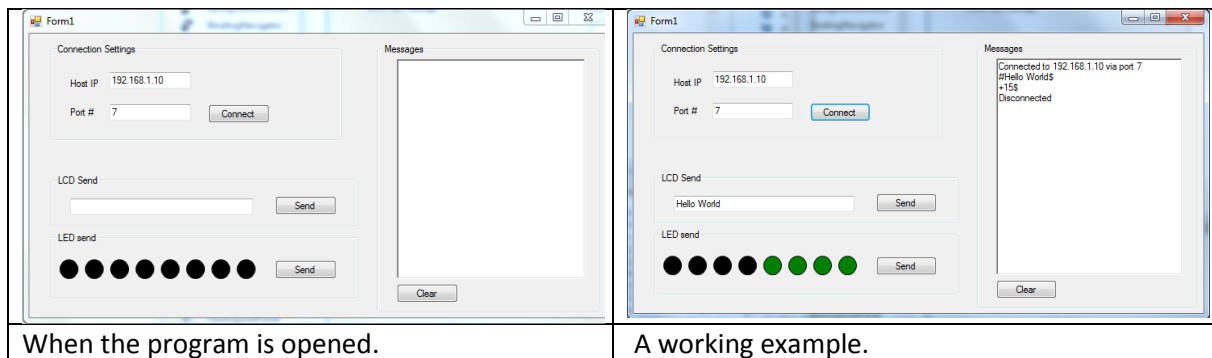 Form1
Connection Settings
Host IP 192.168.1.10
Port # 7 Connect
LCD Send
Send
LED send
Send
Messages
Clear
When the program is opened.
Form1
Connection Settings
Host IP 192.168.1.10
Port # 7 Connect
LCD Send
Hello World Send
LED send
Send
Messages
Connected to 192.168.1.10 via port 7
#Hello World$
+15$
Disconnected
Clear
A working example.